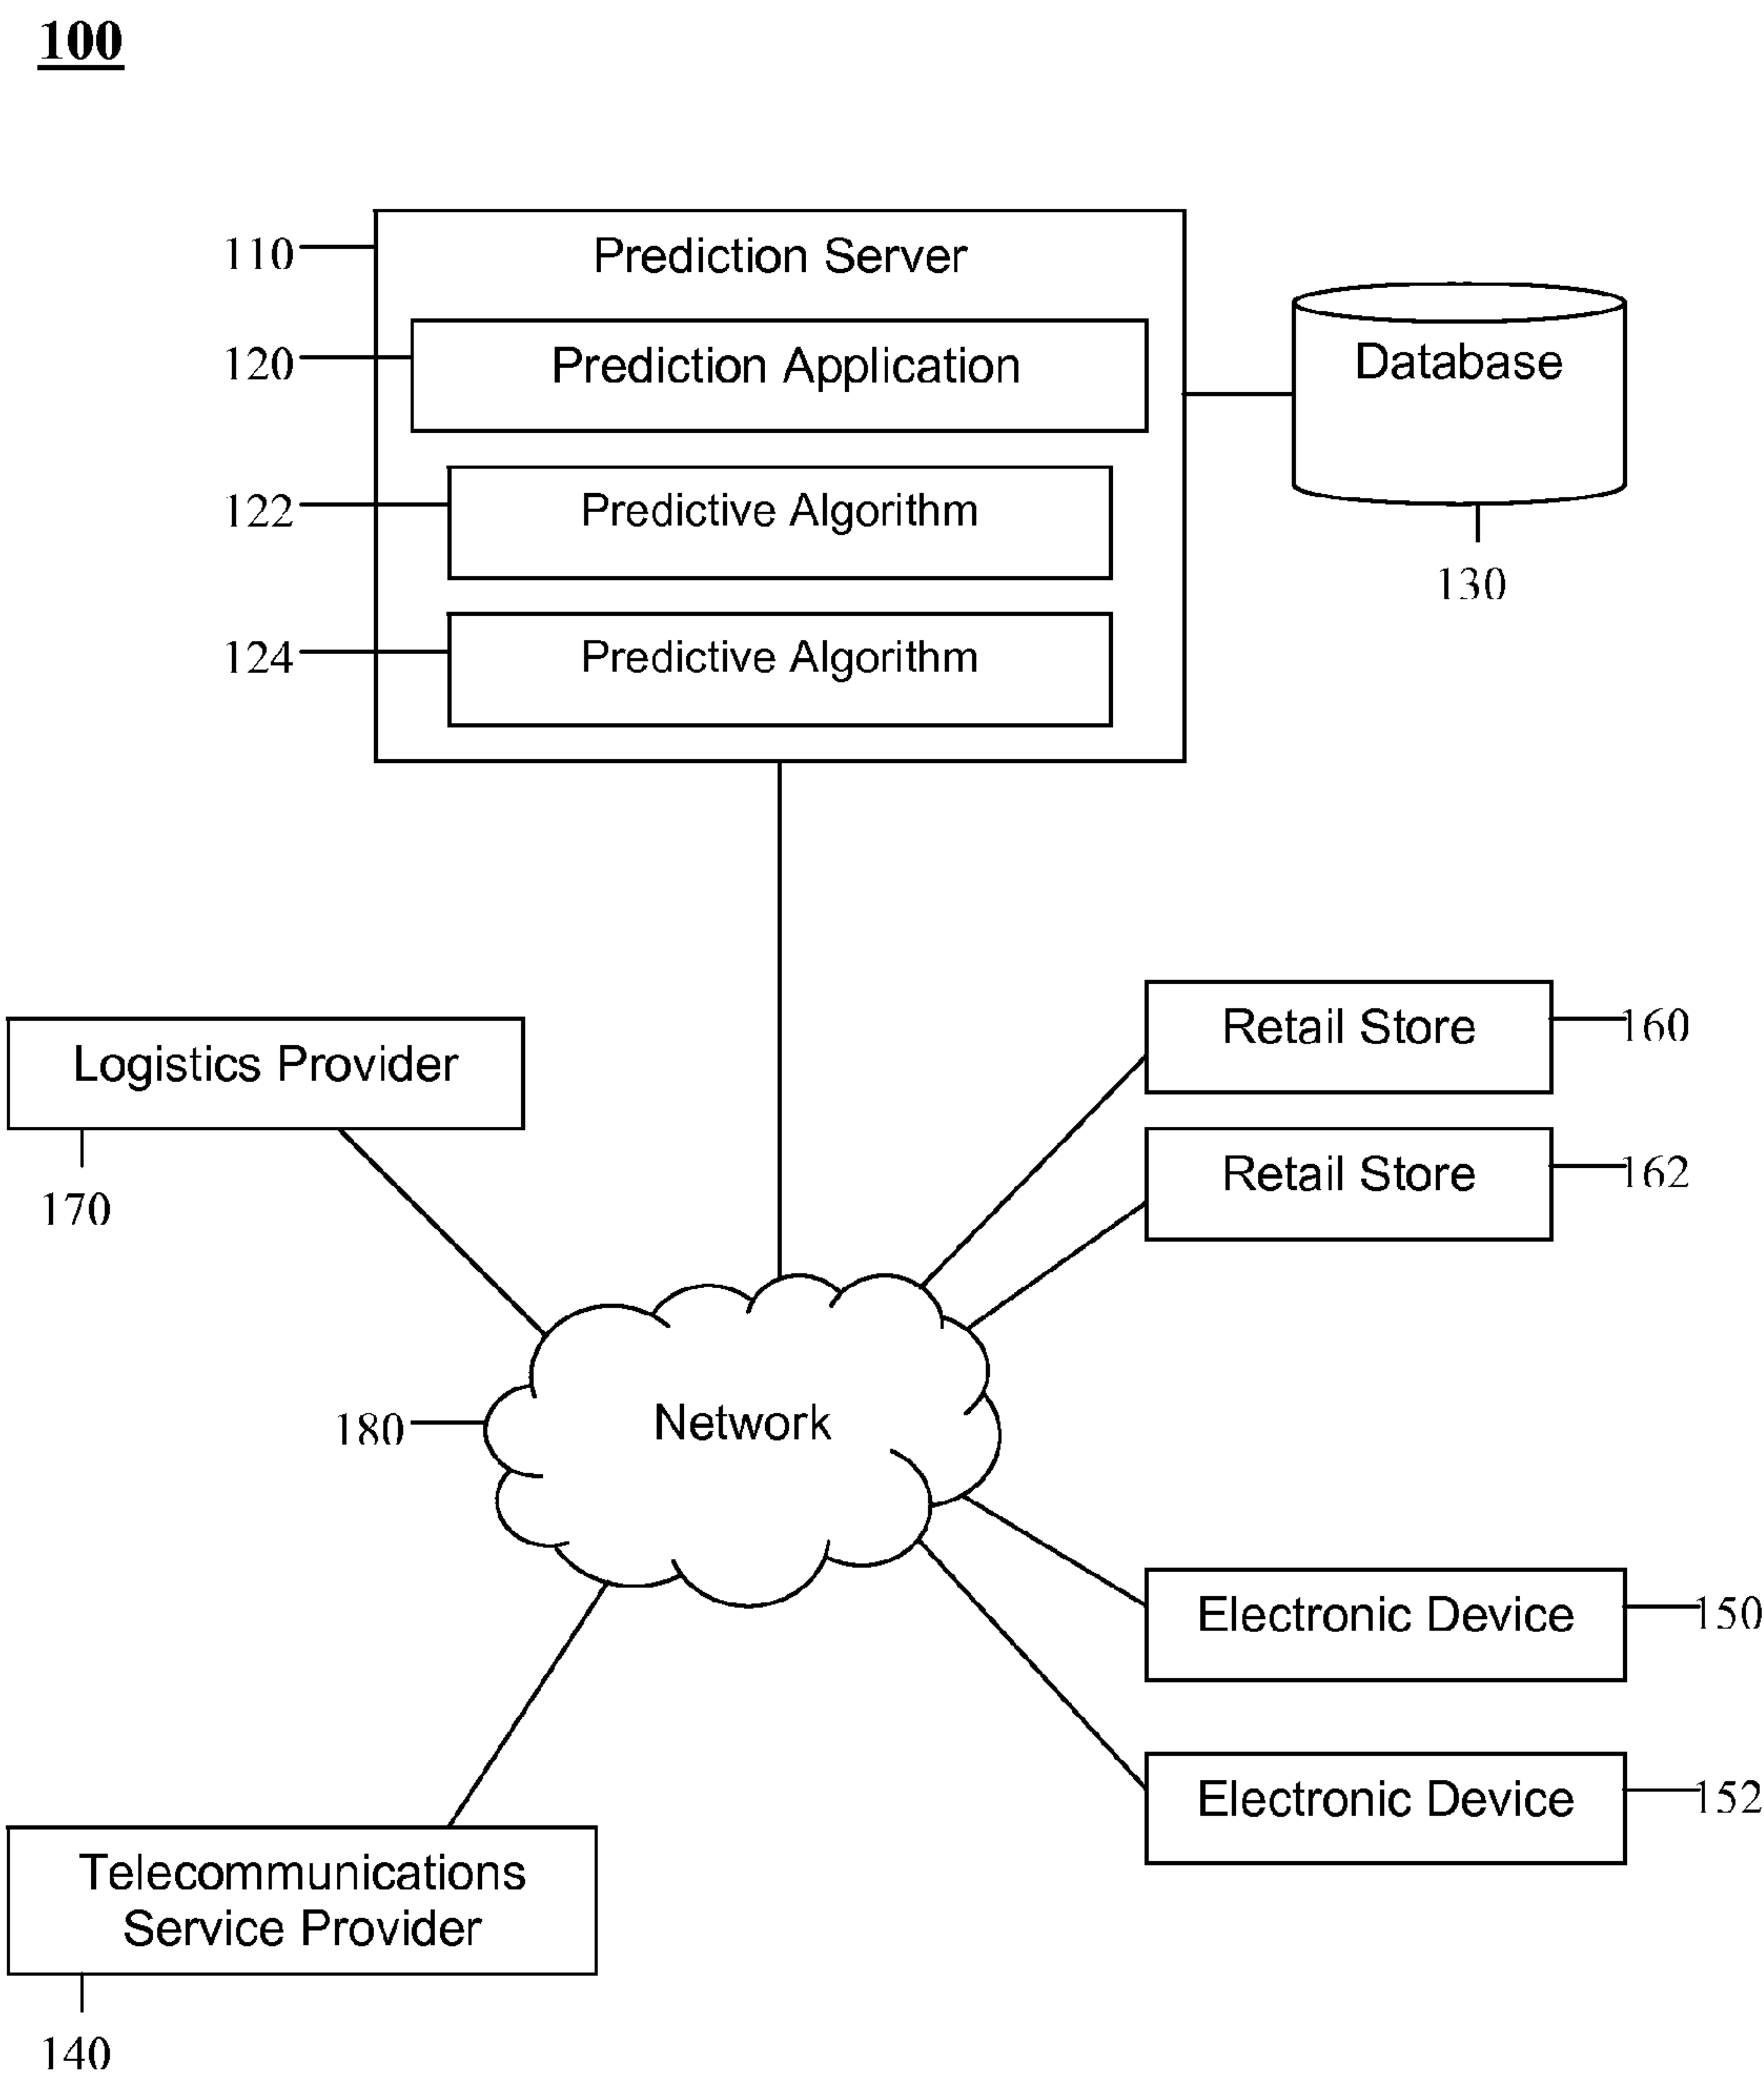 100
110
Prediction Server
120
Prediction Application
Database
122
Predictive Algorithm
130
124
Predictive Algorithm
Retail Store
160
Logistics Provider
Retail Store
162
170
180
Network
Electronic Device
150
Electronic Device
152
Telecommunications
Service Provider
140